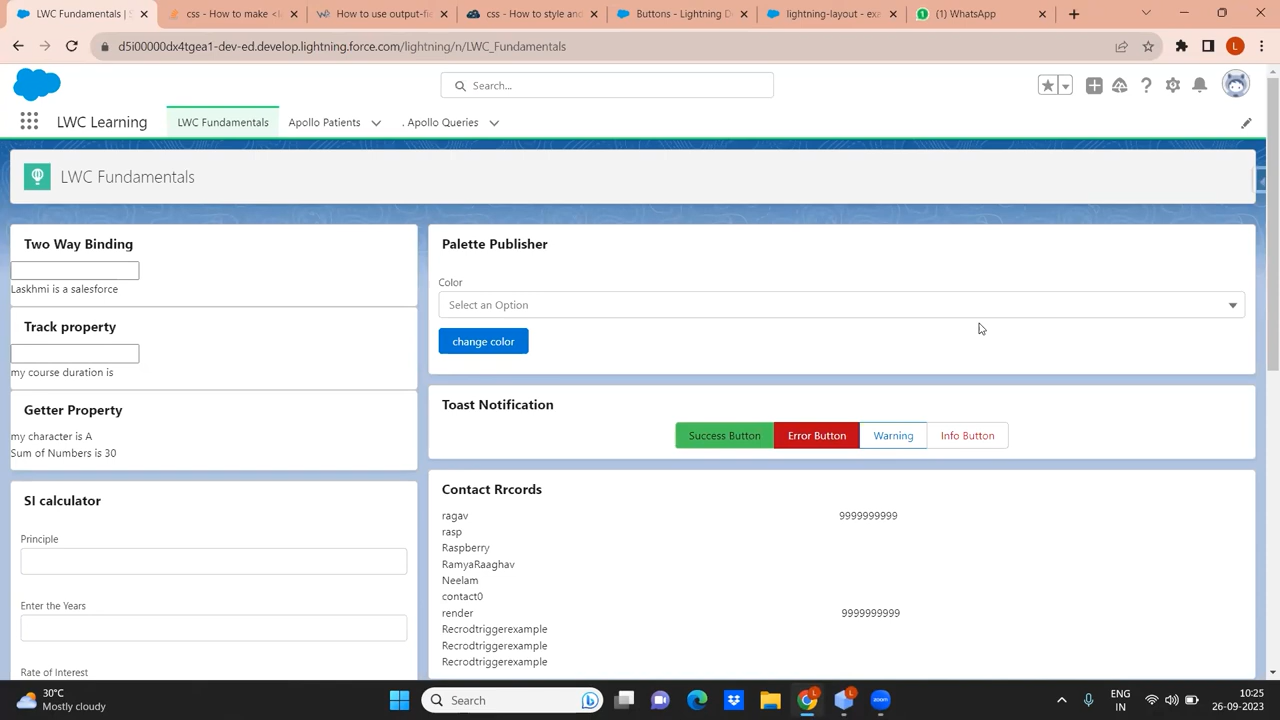 LWC Fundamentals | S
css - How to make <l
How to use output-fi
css - How to style and
Buttons - Lightning De
lightning-layout - exa
(1) WhatsApp
d5i00000dx4tgea1-dev-ed.develop.lightning.force.com/lightning/n/LWC_Fundamentals
Search...
LWC Learning
LWC Fundamentals
Apollo Patients
. Apollo Queries
LWC Fundamentals
Two Way Binding
Laskhmi is a salesforce
Track property
my course duration is
Getter Property
my character is A
Sum of Numbers is 30
SI calculator
Principle
Enter the Years
Rate of Interest
Palette Publisher
Color
Select an Option
change color
Toast Notification
Success Button Error Button Warning Info Button
Contact Rrcords
ragav 9999999999
rasp
Raspberry
RamyaRaaghav
Neelam
contact0
render 9999999999
Recrodtriggerexample
Recrodtriggerexample
Recrodtriggerexample
30°C
Mostly cloudy
Search
zoom
ENG
IN
10:25
26-09-2023